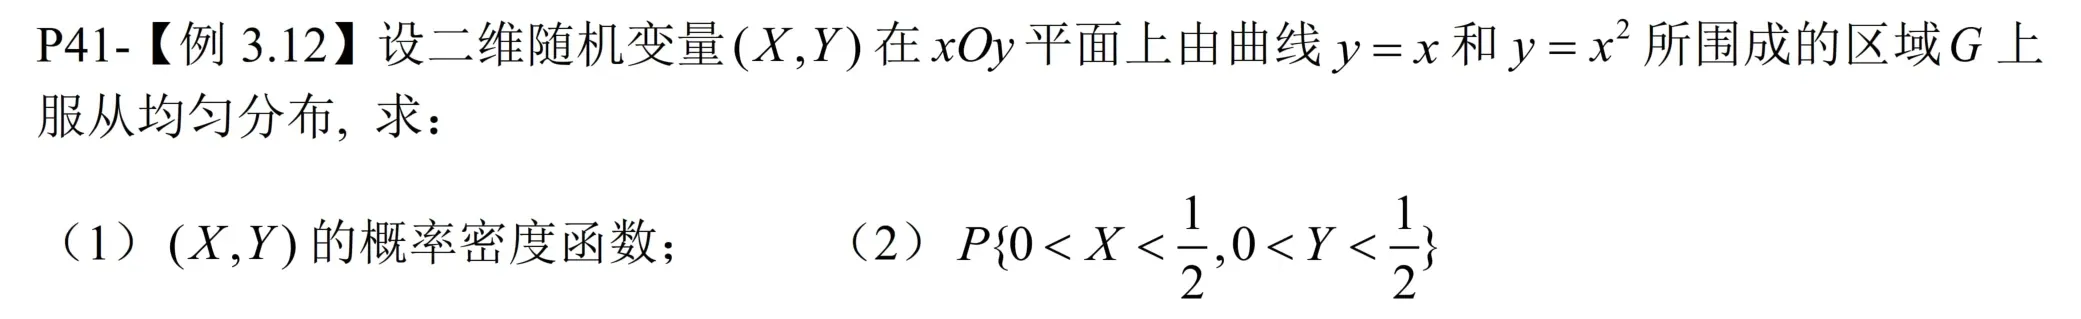 P41-【例 3.12】设二维随机变量(X,Y)在xOy平面上由曲线y=x和y=x²所围成的区域G上
服从均匀分布, 求：
（1）(X,Y)的概率密度函数； （2）P{0<X<1/2,0<Y<1/2}